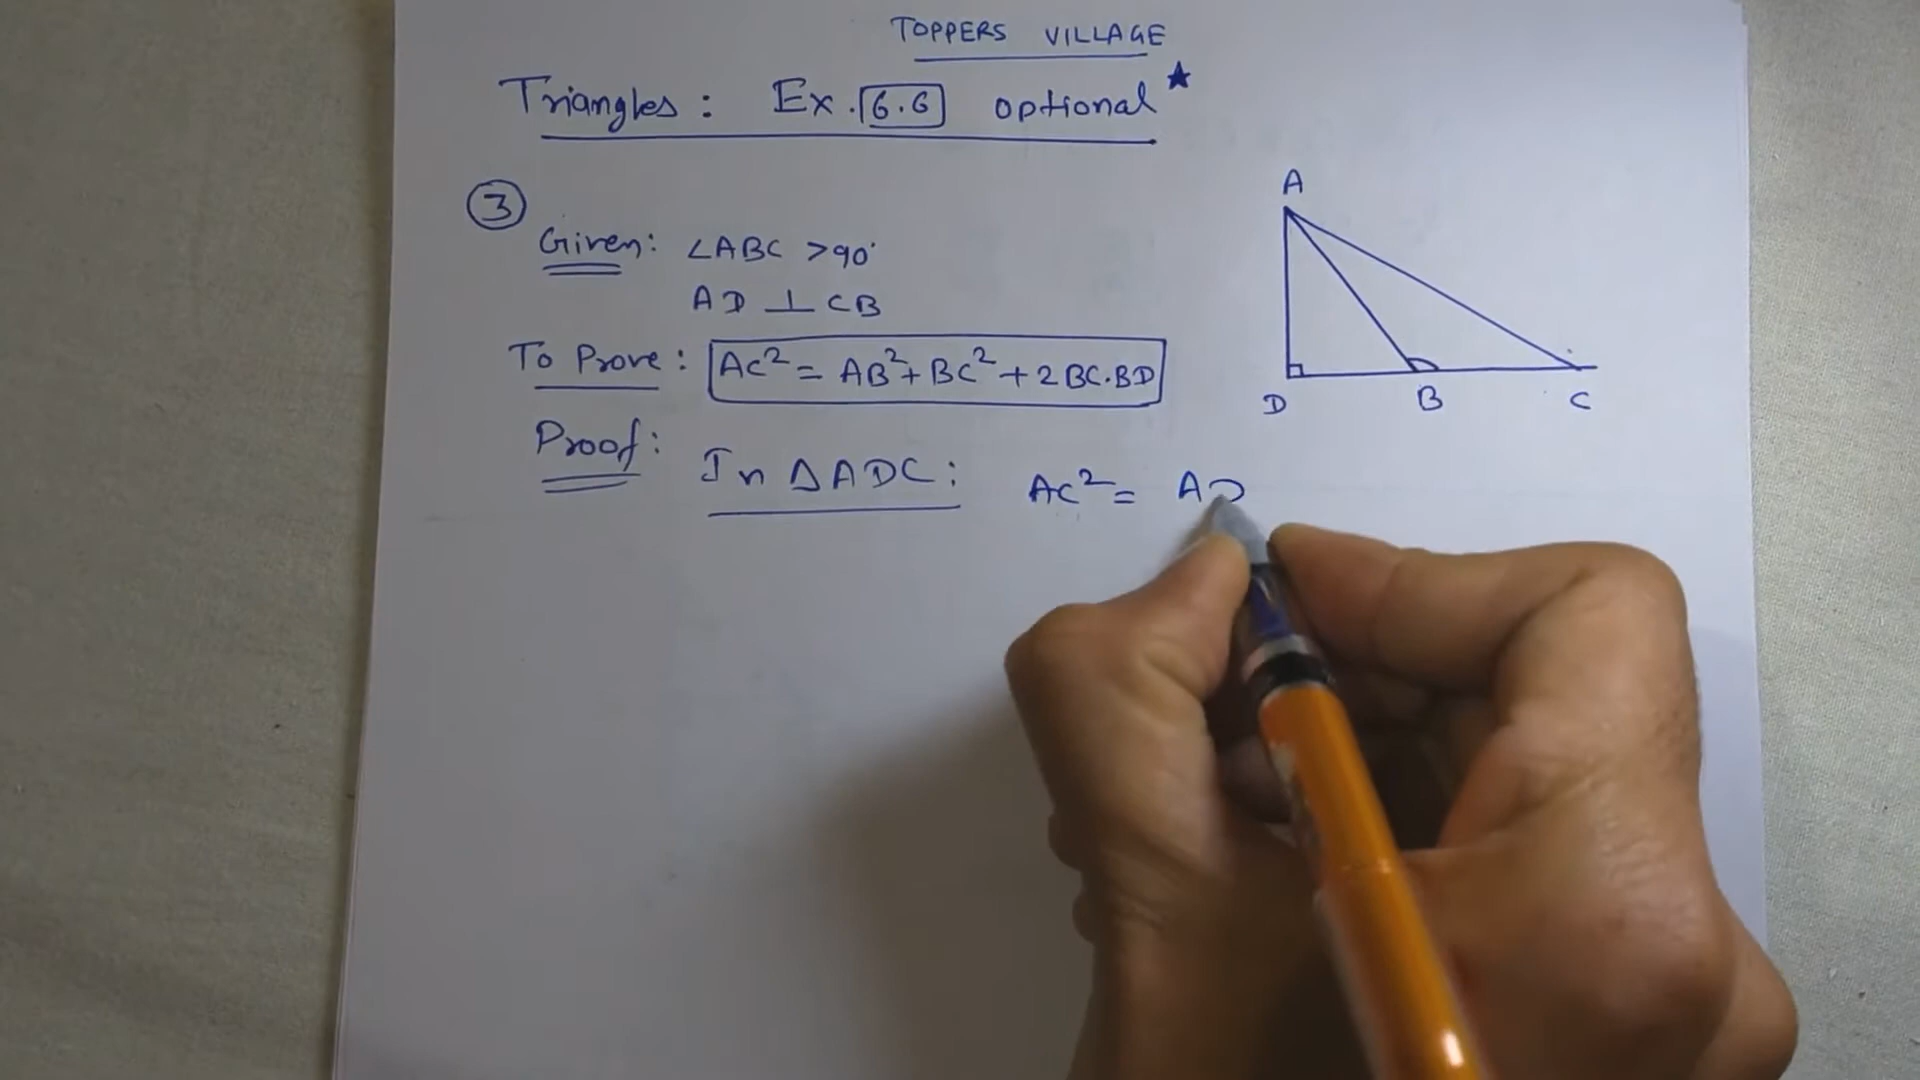 TOPPERS VILLAGE
Triangles: Ex. 6.6 optional ★
3
Given: ∠ABC >90°
AD ⊥ CB
To Prove: AC² = AB² + BC² + 2BC.BD
Proof: In △ADC: AC² = AD
A
D B C